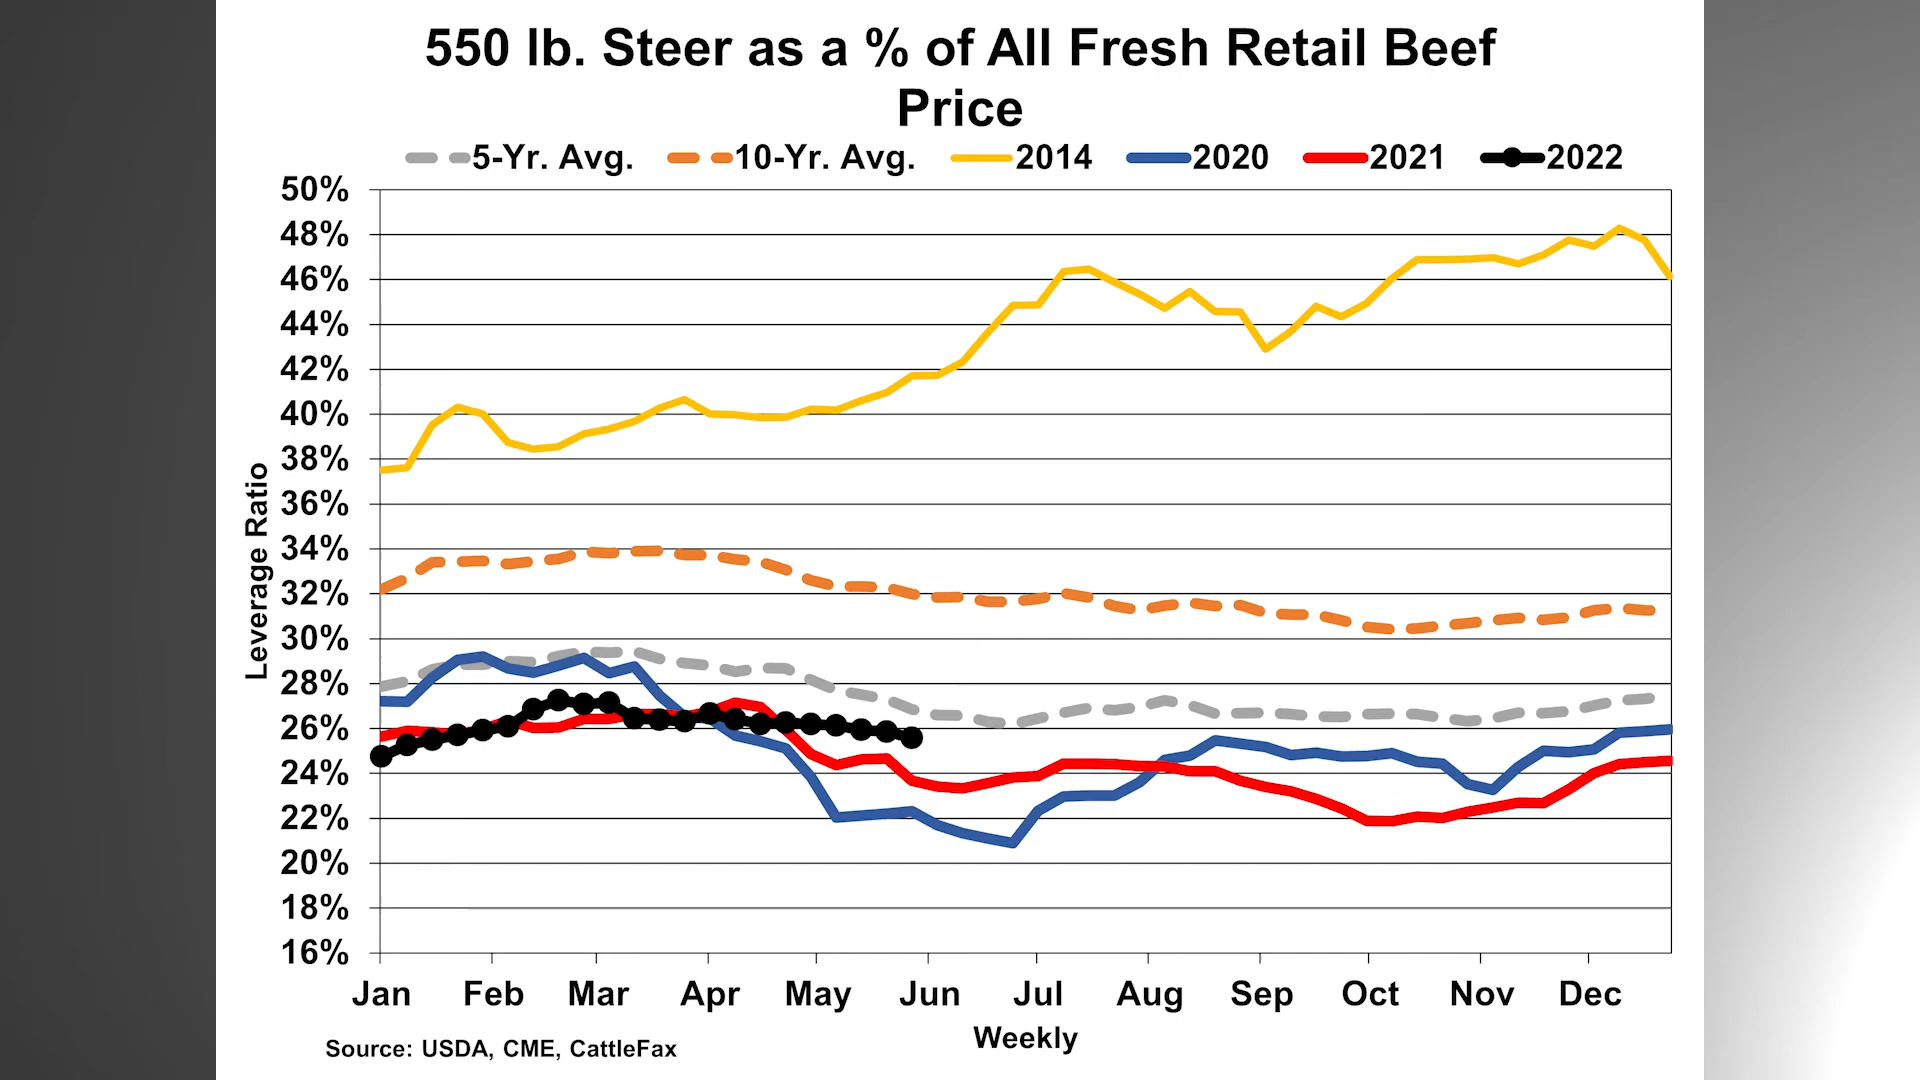 550 lb. Steer as a % of All Fresh Retail Beef
Price
5-Yr. Avg. 10-Yr. Avg. 2014 2020 2021 2022
50%
48%
46%
44%
42%
40%
38%
36%
34%
32%
30%
28%
26%
24%
22%
20%
18%
16%
Leverage Ratio
Jan Feb Mar Apr May Jun Jul Aug Sep Oct Nov Dec
Weekly
Source: USDA, CME, CattleFax